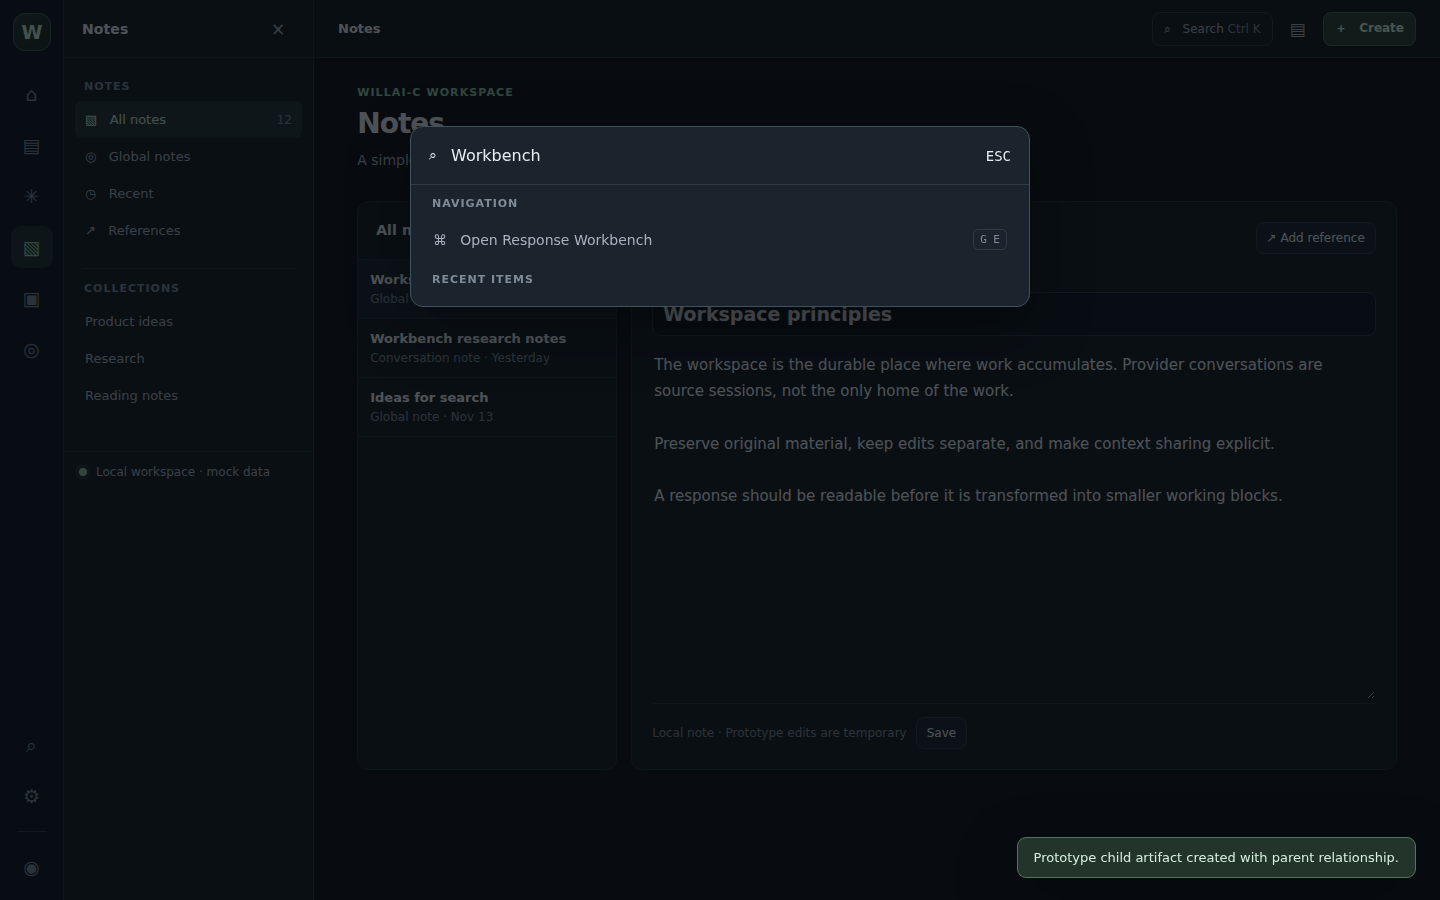 W
Notes ×
NOTES
All notes 12
Global notes
Recent
References
COLLECTIONS
Product ideas
Research
Reading notes
Local workspace · mock data
Notes
Search Ctrl K
+ Create
WILLAI-C WORKSPACE
Notes
A simpl
Workbench ESC
NAVIGATION
Open Response Workbench G E
RECENT ITEMS
All n
Works
Global
Workbench research notes
Conversation note · Yesterday
Ideas for search
Global note · Nov 13
↗ Add reference
Workspace principles
The workspace is the durable place where work accumulates. Provider conversations are
source sessions, not the only home of the work.
Preserve original material, keep edits separate, and make context sharing explicit.
A response should be readable before it is transformed into smaller working blocks.
Local note · Prototype edits are temporary Save
Prototype child artifact created with parent relationship.